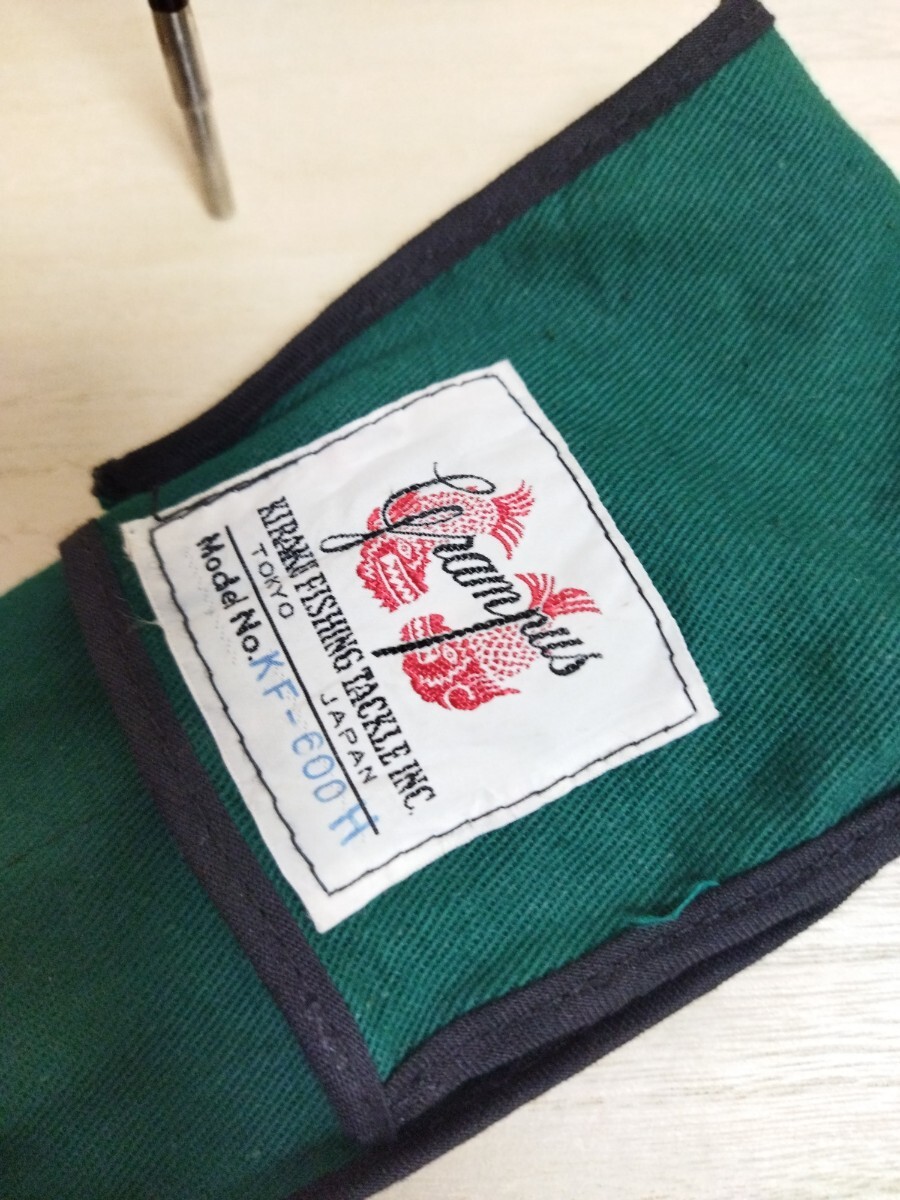 Grampus
KIRAKU FISHING TACKLE INC.
TOKYO JAPAN
Model No. KF-600H